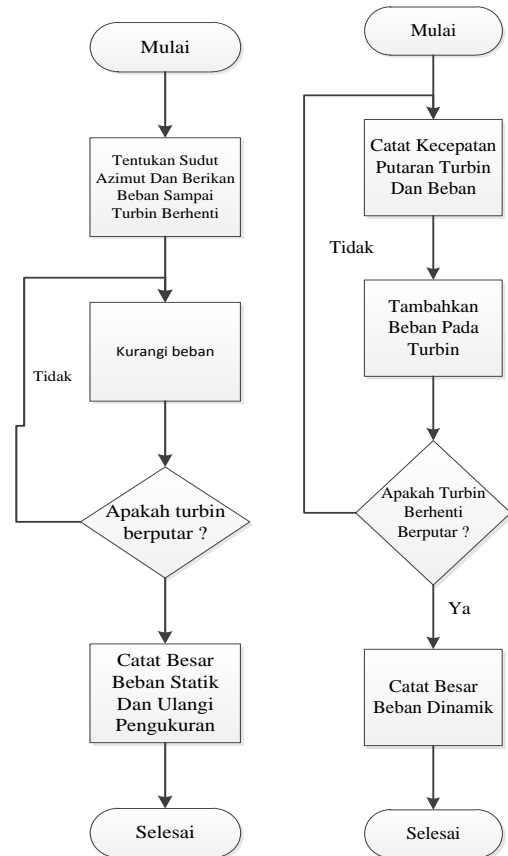 Mulai
Tentukan Sudut
Azimut Dan Berikan
Beban Sampai
Turbin Berhenti
Kurangi beban
Tidak
Apakah turbin
berputar ?
Catat Besar
Beban Statik
Dan Ulangi
Pengukuran
Selesai
Mulai
Catat Kecepatan
Putaran Turbin
Dan Beban
Tidak
Tambahkan
Beban Pada
Turbin
Apakah Turbin
Berhenti
Berputar ?
Ya
Catat Besar
Beban Dinamik
Selesai